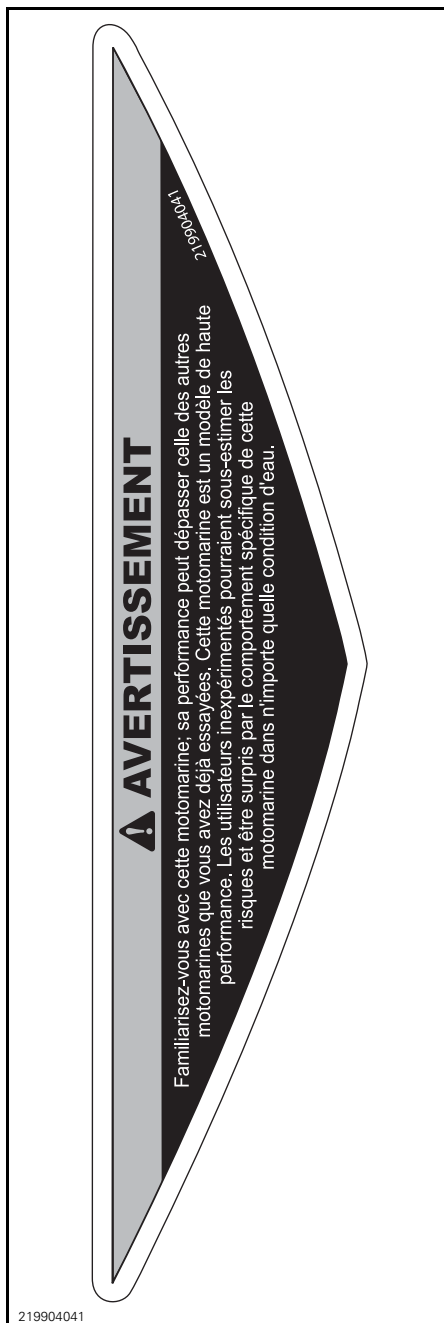 AVERTISSEMENT
Familiarisez-vous avec cette motomarine; sa performance peut dépasser celle des autres
motomarines que vous avez déjà essayées. Cette motomarine est un modèle de haute
performance. Les utilisateurs inexpérimentés pourraient sous-estimer les
risques et être surpris par le comportement spécifique de cette
motomarine dans n'importe quelle condition d'eau.
219904041
219904041